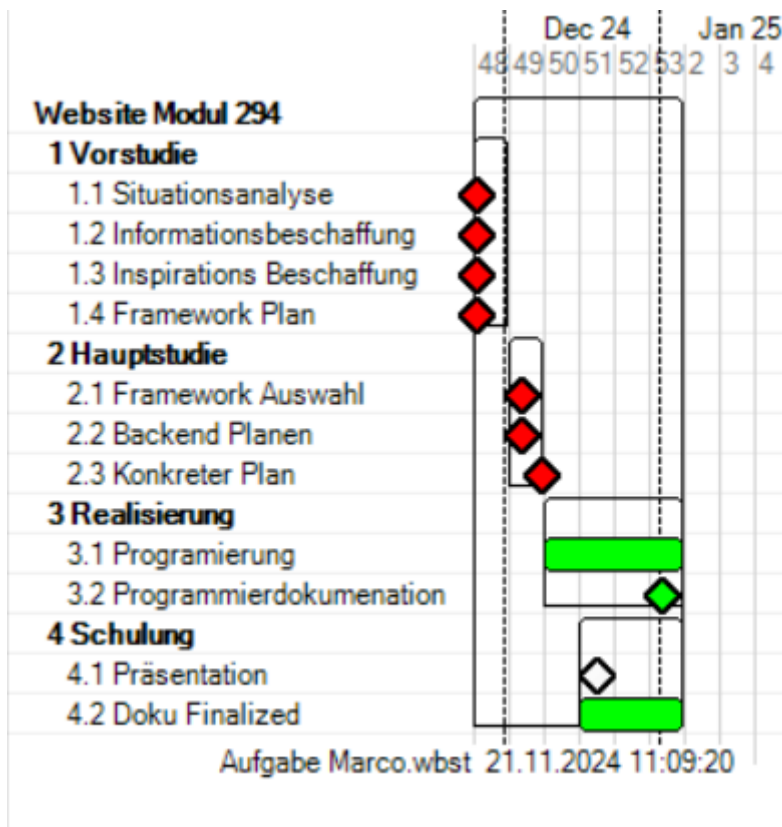 Dec 24 Jan 25
48 49 50 51 52 53 2 3 4
Website Modul 294
1 Vorstudie
1.1 Situationsanalyse
1.2 Informationsbeschaffung
1.3 Inspirations Beschaffung
1.4 Framework Plan
2 Hauptstudie
2.1 Framework Auswahl
2.2 Backend Planen
2.3 Konkreter Plan
3 Realisierung
3.1 Programierung
3.2 Programmierdokumenation
4 Schulung
4.1 Präsentation
4.2 Doku Finalized
Aufgabe Marco.wbst 21.11.2024 11:09:20